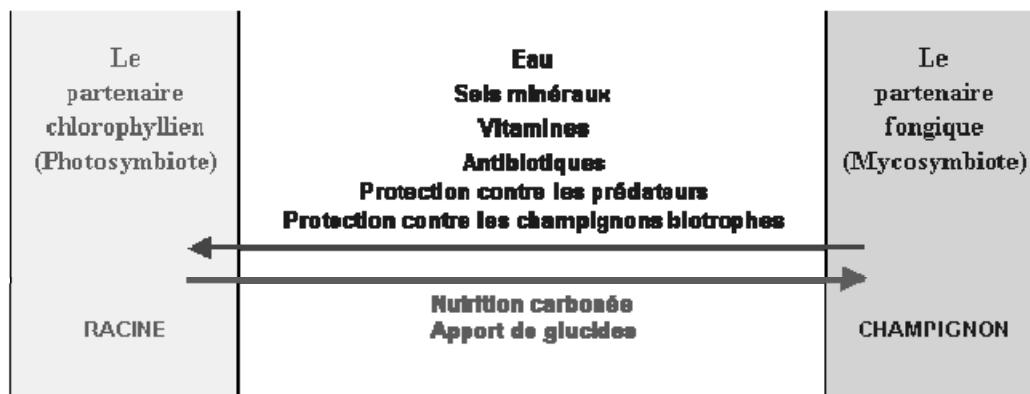 Le
partenaire
chlorophyllien
(Photosymbiote)
RACINE
Eau
Sels minéraux
Vitamines
Antibiotiques
Protection contre les prédateurs
Protection contre les champignons biotrophes
Nutrition carbonée
Apport de glucides
Le
partenaire
fongique
(Mycosymbiote)
CHAMPIGNON